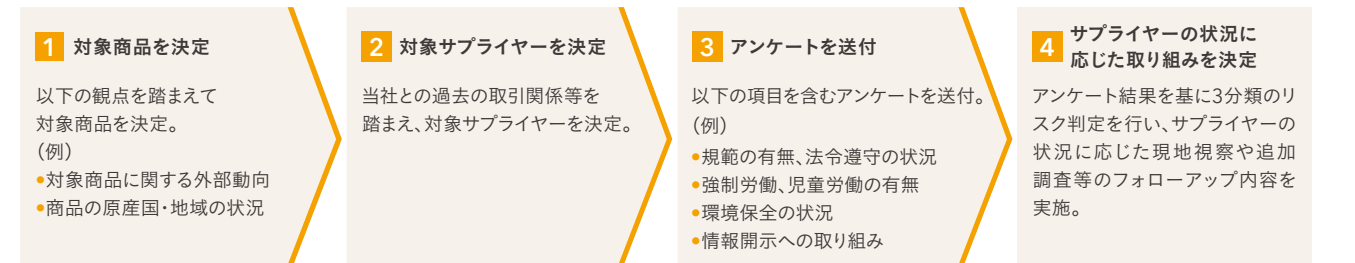 1 対象商品を決定
以下の観点を踏まえて
対象商品を決定。
(例)
●対象商品に関する外部動向
●商品の原産国・地域の状況
2 対象サプライヤーを決定
当社との過去の取引関係等を
踏まえ、対象サプライヤーを決定。
3 アンケートを送付
以下の項目を含むアンケートを送付。
(例)
●規範の有無、法令遵守の状況
●強制労働、児童労働の有無
●環境保全の状況
●情報開示への取り組み
4 サプライヤーの状況に
応じた取り組みを決定
アンケート結果を基に3分類のリ
スク判定を行い、サプライヤーの
状況に応じた現地視察や追加
調査等のフォローアップ内容を
実施。